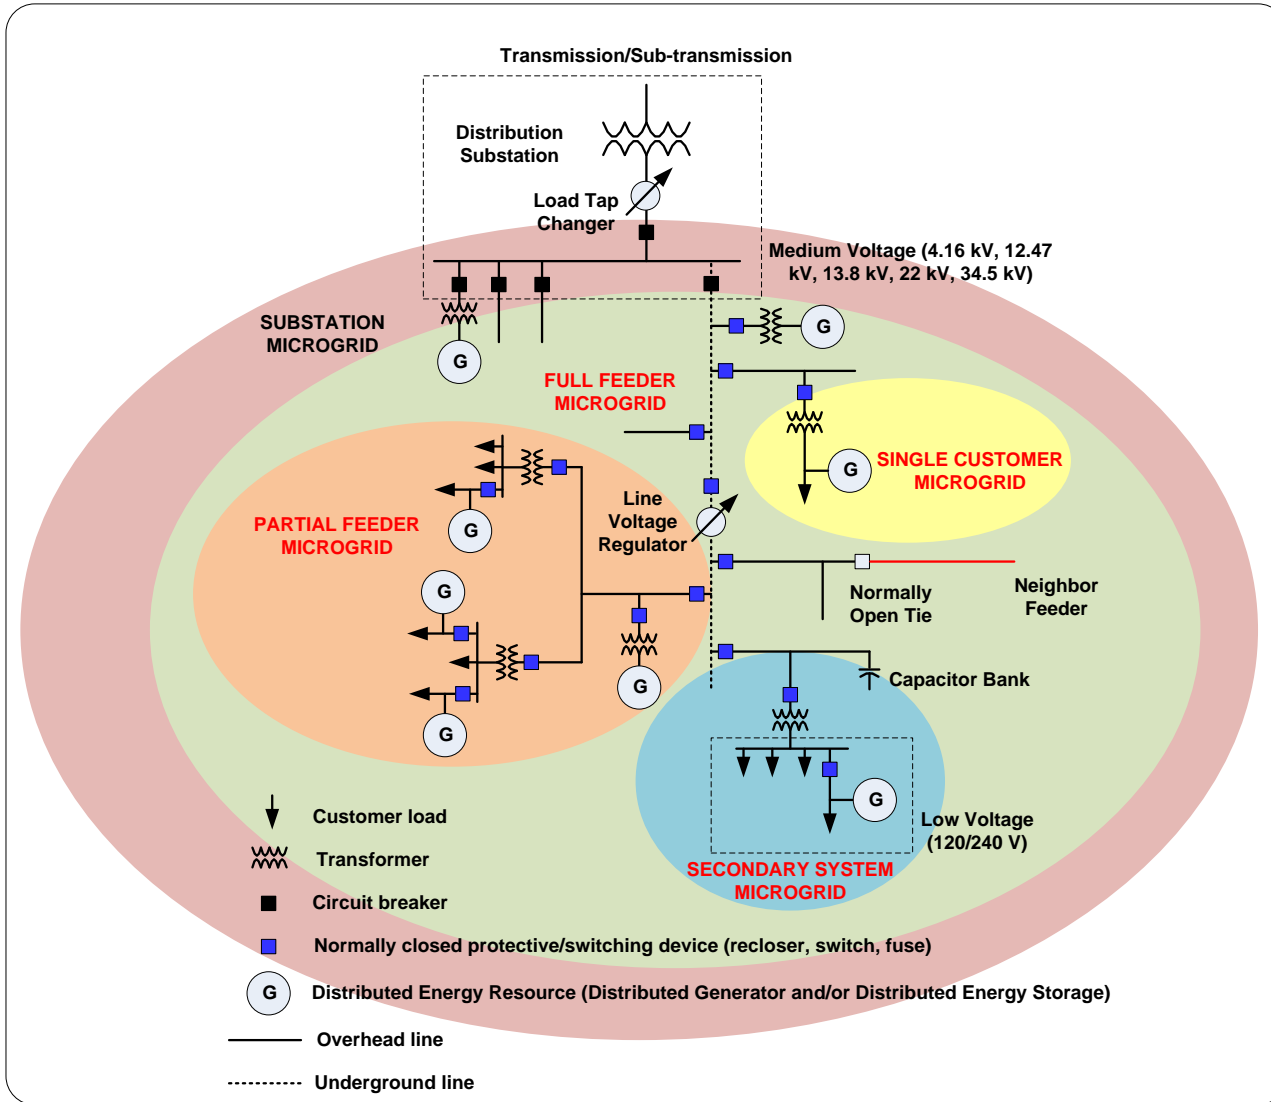 Transmission/Sub-transmission
Distribution
Substation
Load Tap
Changer
Medium Voltage (4.16 kV, 12.47
kV, 13.8 kV, 22 kV, 34.5 kV)
SUBSTATION
MICROGRID
G
G
FULL FEEDER
MICROGRID
SINGLE CUSTOMER
MICROGRID
G
PARTIAL FEEDER
MICROGRID
G
Line
Voltage
Regulator
G
Normally
Open Tie
Neighbor
Feeder
G
G
Capacitor Bank
G
Low Voltage
(120/240 V)
SECONDARY SYSTEM
MICROGRID
Customer load
Transformer
Circuit breaker
Normally closed protective/switching device (recloser, switch, fuse)
G
Distributed Energy Resource (Distributed Generator and/or Distributed Energy Storage)
Overhead line
Underground line